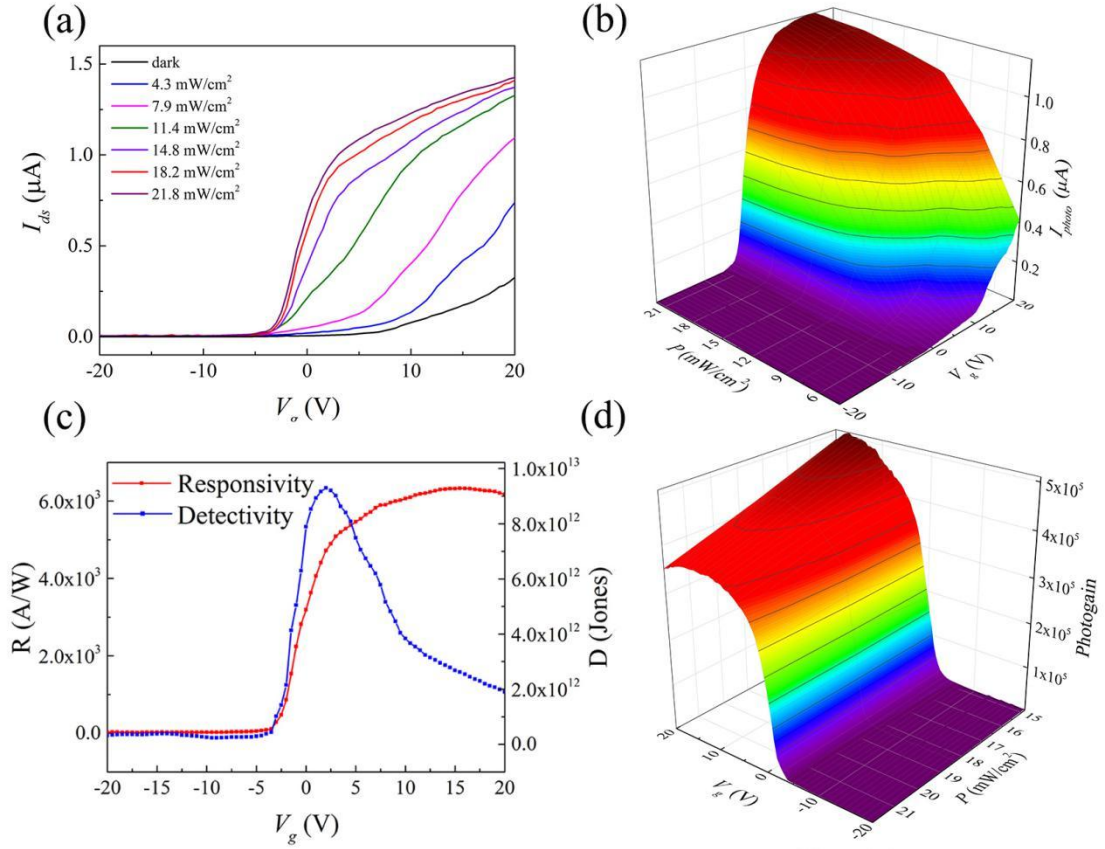 (a)
1.5
1.0
0.5
0.0
I_ds (μA)
dark
4.3 mW/cm²
7.9 mW/cm²
11.4 mW/cm²
14.8 mW/cm²
18.2 mW/cm²
21.8 mW/cm²
-20 -10 0 10 20
V_g (V)
(b)
1.0
0.8
0.6
0.4
0.2
I_photo (μA)
21 18 15 12 9 6
P (mW/cm²)
-20 -10 0 10 20
V_g (V)
(c)
6.0x10³
4.0x10³
2.0x10³
0.0
R (A/W)
Responsivity
Detectivity
1.0x10¹³
8.0x10¹²
6.0x10¹²
4.0x10¹²
2.0x10¹²
0.0
D (Jones)
-20 -15 -10 -5 0 5 10 15 20
V_g (V)
(d)
5x10⁵
4x10⁵
3x10⁵
2x10⁵
1x10⁵
Photogain
20 10 0 -10 -20
V_g (V)
21 20 19 18 17 16 15
P (mW/cm²)